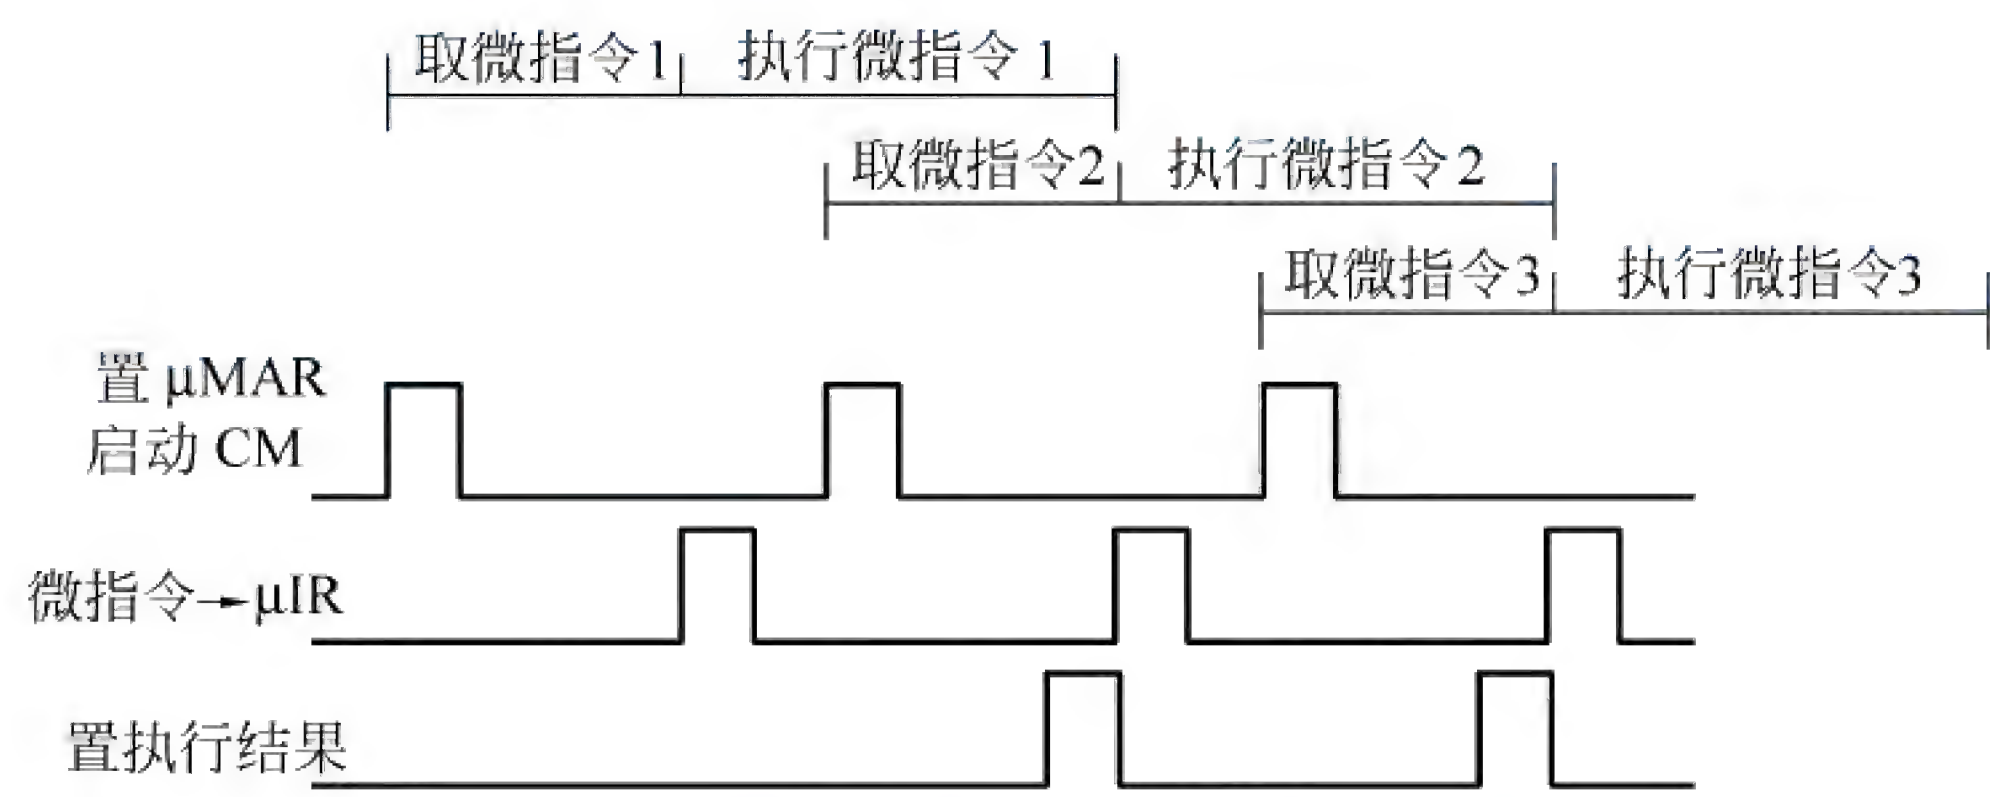 取微指令1 执行微指令1
取微指令2 执行微指令2
取微指令3 执行微指令3
置 μMAR
启动 CM
微指令→μIR
置执行结果